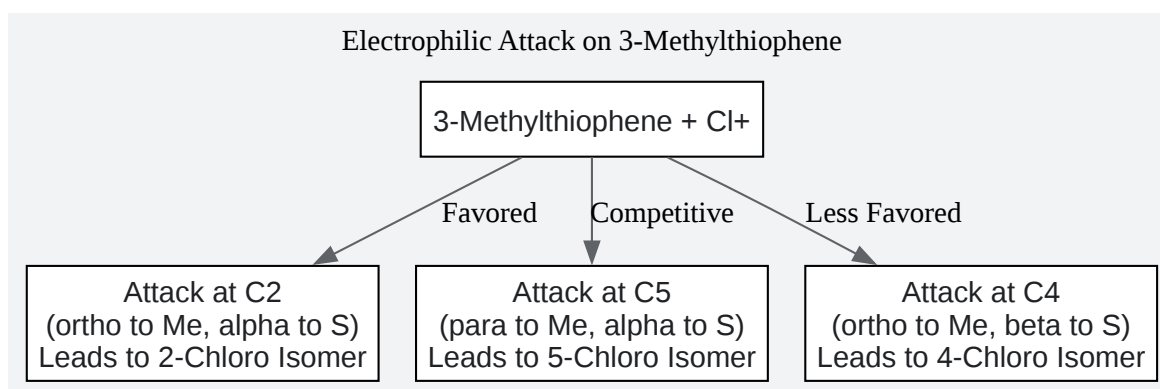 Electrophilic Attack on 3-Methylthiophene
3-Methylthiophene + Cl+
Favored
Competitive
Less Favored
Attack at C2
(ortho to Me, alpha to S)
Leads to 2-Chloro Isomer
Attack at C5
(para to Me, alpha to S)
Leads to 5-Chloro Isomer
Attack at C4
(ortho to Me, beta to S)
Leads to 4-Chloro Isomer